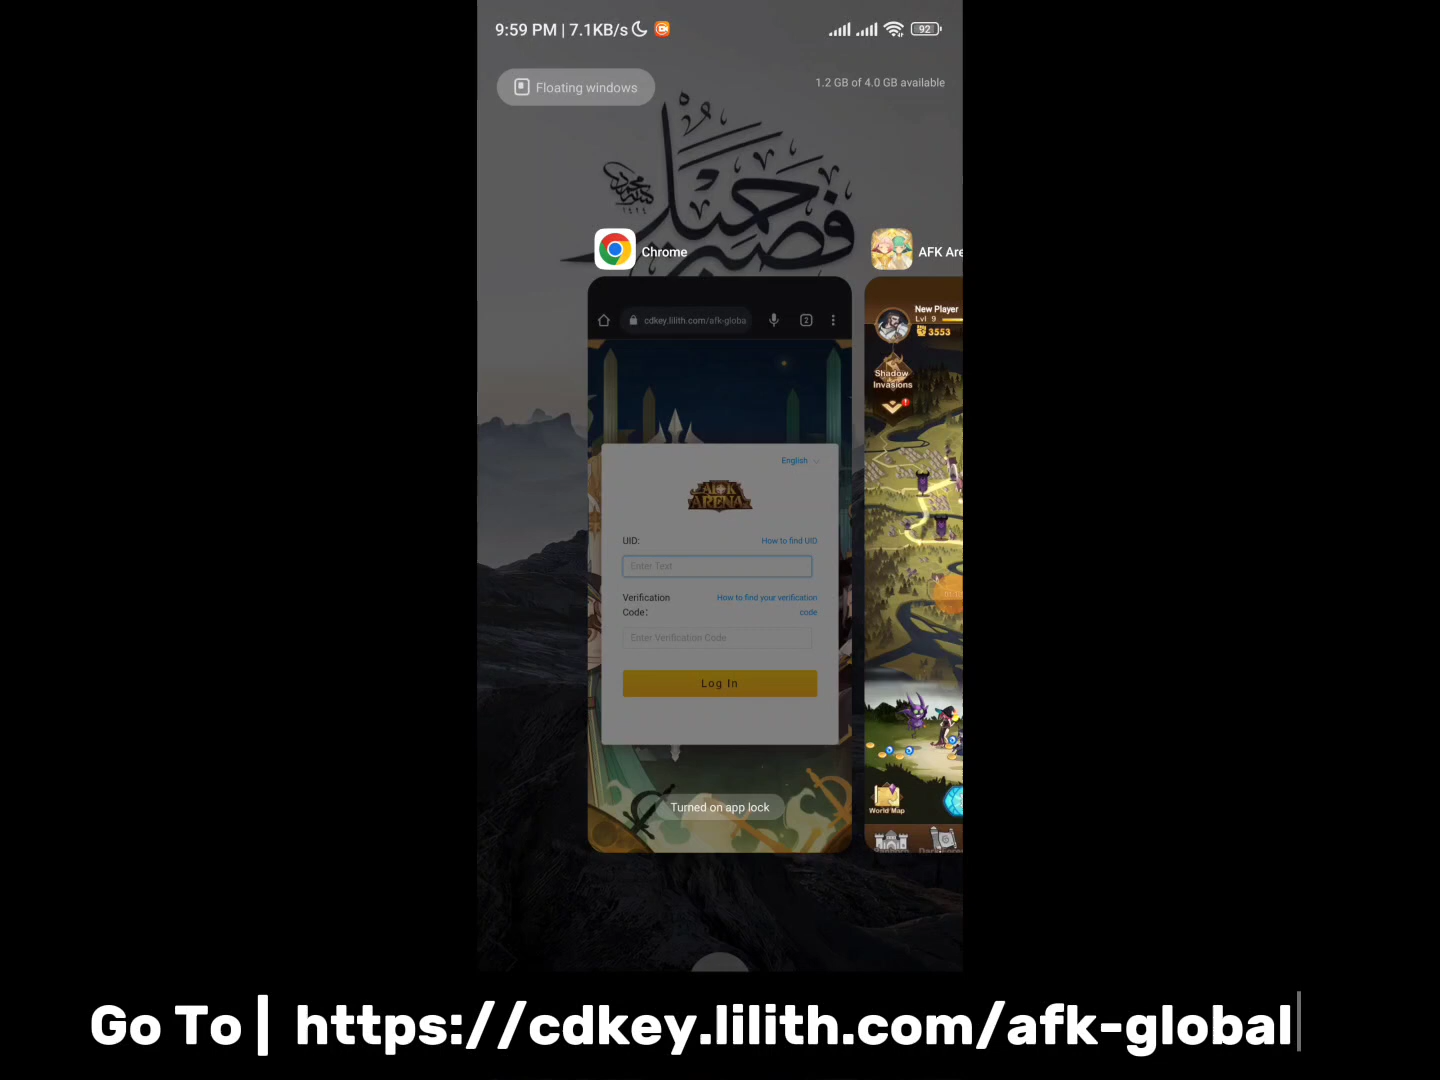 9:59 PM | 7.1KB/s
92
Floating windows
1.2 GB of 4.0 GB available
فصبر جميل
Chrome
AFK Are
cdkey.lilith.com/afk-globa
2
New Player
Lvl 9
3553
Shadow
Invasions
English
AFK
ARENA
UID:
How to find UID
Enter Text
Verification
Code:
How to find your verification
code
Enter Verification Code
Log In
Turned on app lock
World Map
Go To | https://cdkey.lilith.com/afk-global